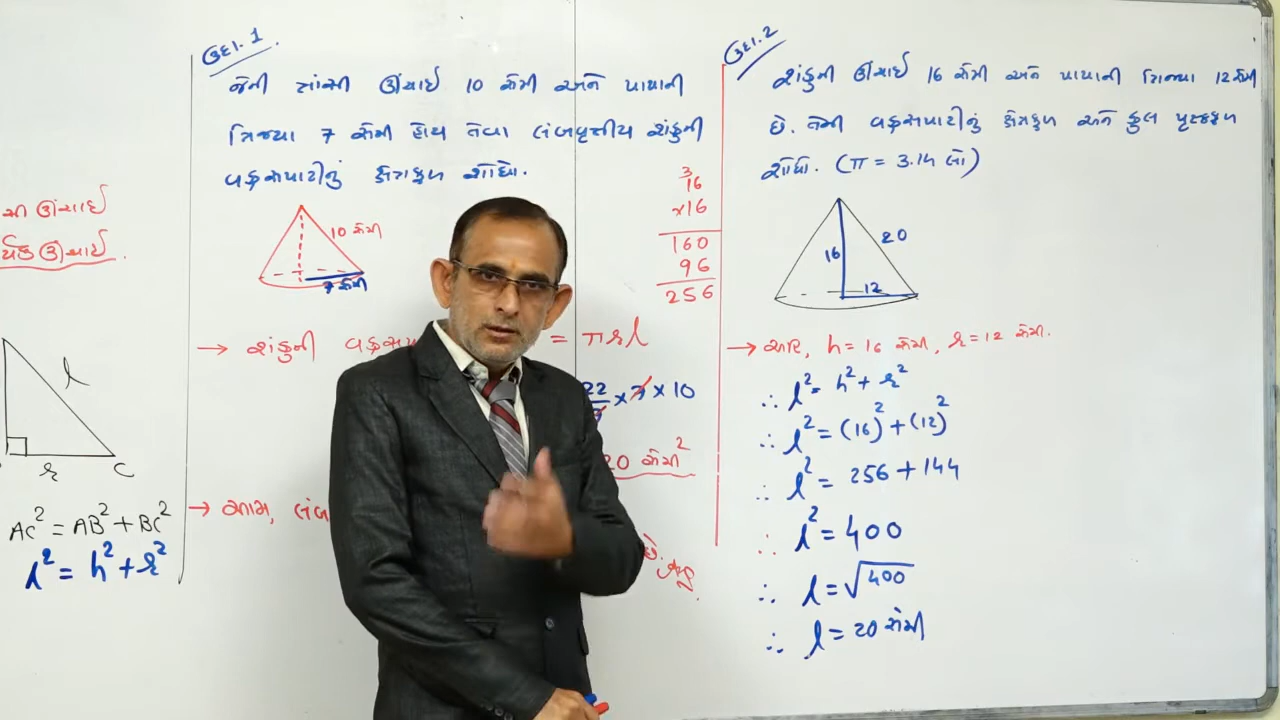 ઉદા. 1
જેની ત્રાંસી ઊંચાઈ 10 સેમી અને પાયાની
ત્રિજ્યા 7 સેમી હોય તેવા લંબવૃત્તીય શંકુની
વક્રસપાટીનું ક્ષેત્રફળ શોધો.
10 સેમી
7 સેમી
3
16
×16
160
96
256
→ શંકુની
= πrl
22
× 7 × 10
20 સેમી²
→ આમ,
છે.
સી ઊંચાઈ
ઊંચાઈ
l
r
C
AC² = AB² + BC²
l² = h² + r²
ઉદા. 2
શંકુની ઊંચાઈ 16 સેમી અને પાયાની ત્રિજ્યા 12 સેમી
છે. તેની વક્રસપાટીનું ક્ષેત્રફળ અને કુલ પૃષ્ઠફળ
શોધો. (π = 3.14 લો)
16
20
12
→ અહીં, h = 16 સેમી, r = 12 સેમી.
∴ l² = h² + r²
∴ l² = (16)² + (12)²
∴ l² = 256 + 144
∴ l² = 400
∴ l = √400
∴ l = 20 સેમી